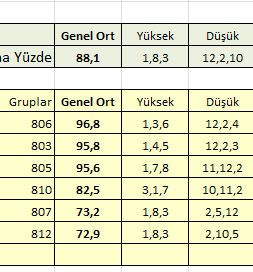 Genel Ort Yüksek Düşük
Yüzde 88,1 1,8,3 12,2,10
Gruplar Genel Ort Yüksek Düşük
806 96,8 1,3,6 12,2,4
803 95,8 1,4,5 12,2,3
805 95,6 1,7,8 11,12,2
810 82,5 3,1,7 10,11,2
807 73,2 1,8,3 2,5,12
812 72,9 1,8,3 2,10,5